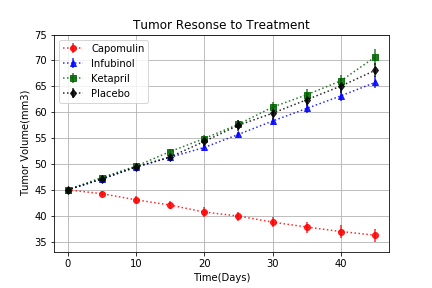 Tumor Resonse to Treatment
Capomulin
Infubinol
Ketapril
Placebo
Tumor Volume(mm3)
75
70
65
60
55
50
45
40
35
0 10 20 30 40
Time(Days)